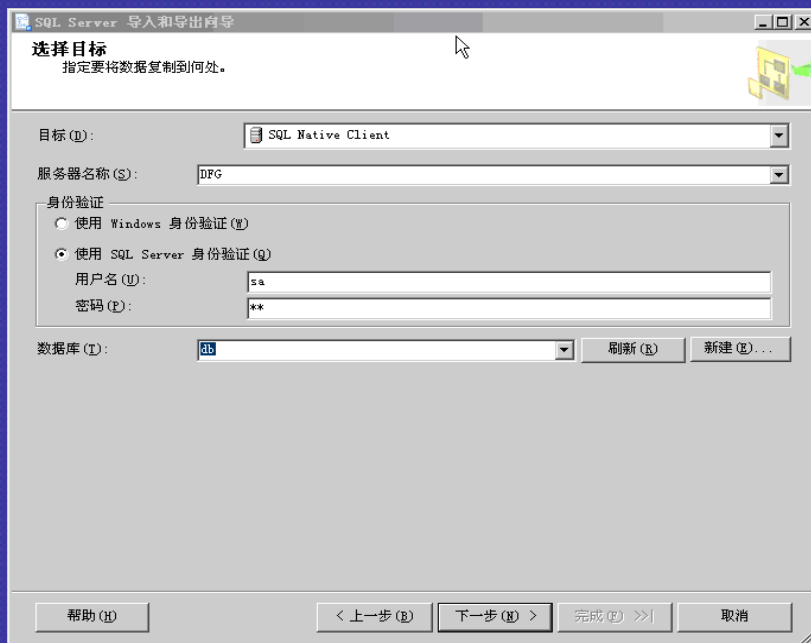 SQL Server 导入和导出向导
选择目标
指定要将数据复制到何处。
目标(D): SQL Native Client
服务器名称(S): DFG
身份验证
使用 Windows 身份验证(W)
使用 SQL Server 身份验证(Q)
用户名(U): sa
密码(P): **
数据库(T): db 刷新(R) 新建(E)...
帮助(H) < 上一步(B) 下一步(N) > 完成(F) >>| 取消